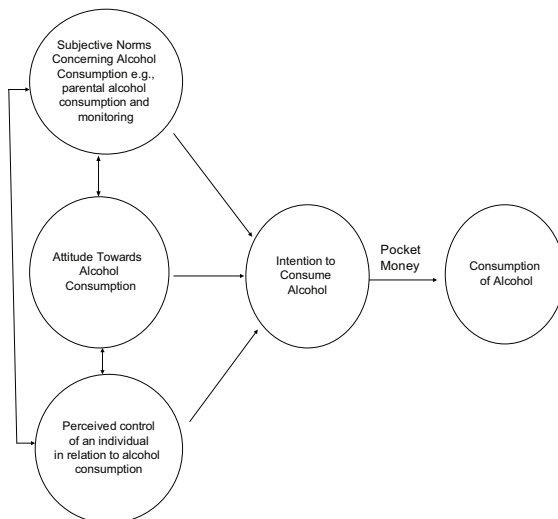 Subjective Norms
Concerning Alcohol
Consumption e.g.,
parental alcohol
consumption and
monitoring
Attitude Towards
Alcohol
Consumption
Intention to
Consume
Alcohol
Pocket
Money
Consumption
of Alcohol
Perceived control
of an individual
in relation to alcohol
consumption